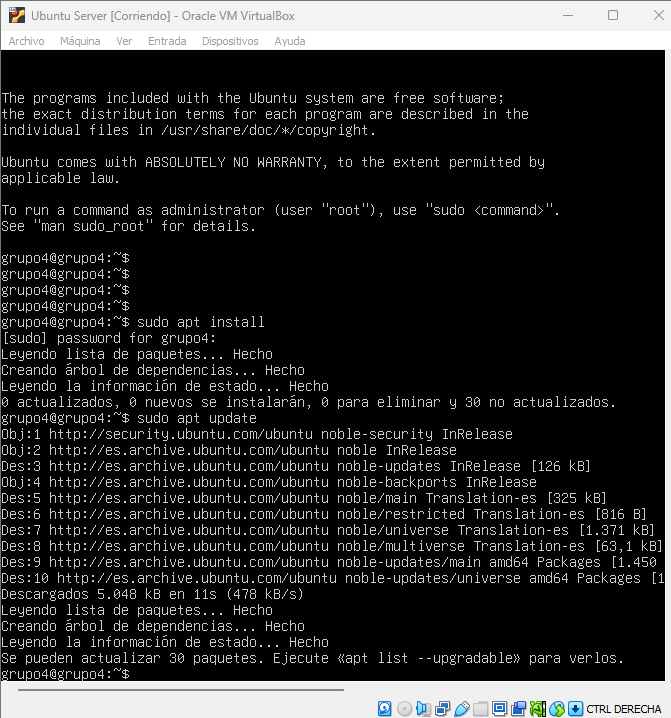 Ubuntu Server [Corriendo] - Oracle VM VirtualBox
Archivo Máquina Ver Entrada Dispositivos Ayuda
The programs included with the Ubuntu system are free software;
the exact distribution terms for each program are described in the
individual files in /usr/share/doc/*/copyright.
Ubuntu comes with ABSOLUTELY NO WARRANTY, to the extent permitted by
applicable law.
To run a command as administrator (user "root"), use "sudo <command>".
See "man sudo_root" for details.
grupo4@grupo4:~$
grupo4@grupo4:~$
grupo4@grupo4:~$
grupo4@grupo4:~$
grupo4@grupo4:~$ sudo apt install
[sudo] password for grupo4:
Leyendo lista de paquetes... Hecho
Creando árbol de dependencias... Hecho
Leyendo la información de estado... Hecho
0 actualizados, 0 nuevos se instalarán, 0 para eliminar y 30 no actualizados.
grupo4@grupo4:~$ sudo apt update
Obj:1 http://security.ubuntu.com/ubuntu noble-security InRelease
Obj:2 http://es.archive.ubuntu.com/ubuntu noble InRelease
Des:3 http://es.archive.ubuntu.com/ubuntu noble-updates InRelease [126 kB]
Obj:4 http://es.archive.ubuntu.com/ubuntu noble-backports InRelease
Des:5 http://es.archive.ubuntu.com/ubuntu noble/main Translation-es [325 kB]
Des:6 http://es.archive.ubuntu.com/ubuntu noble/restricted Translation-es [816 B]
Des:7 http://es.archive.ubuntu.com/ubuntu noble/universe Translation-es [1.371 kB]
Des:8 http://es.archive.ubuntu.com/ubuntu noble/multiverse Translation-es [63,1 kB]
Des:9 http://es.archive.ubuntu.com/ubuntu noble-updates/main amd64 Packages [1.450
Des:10 http://es.archive.ubuntu.com/ubuntu noble-updates/universe amd64 Packages [1
Descargados 5.048 kB en 11s (478 kB/s)
Leyendo lista de paquetes... Hecho
Creando árbol de dependencias... Hecho
Leyendo la información de estado... Hecho
Se pueden actualizar 30 paquetes. Ejecute «apt list --upgradable» para verlos.
grupo4@grupo4:~$
CTRL DERECHA